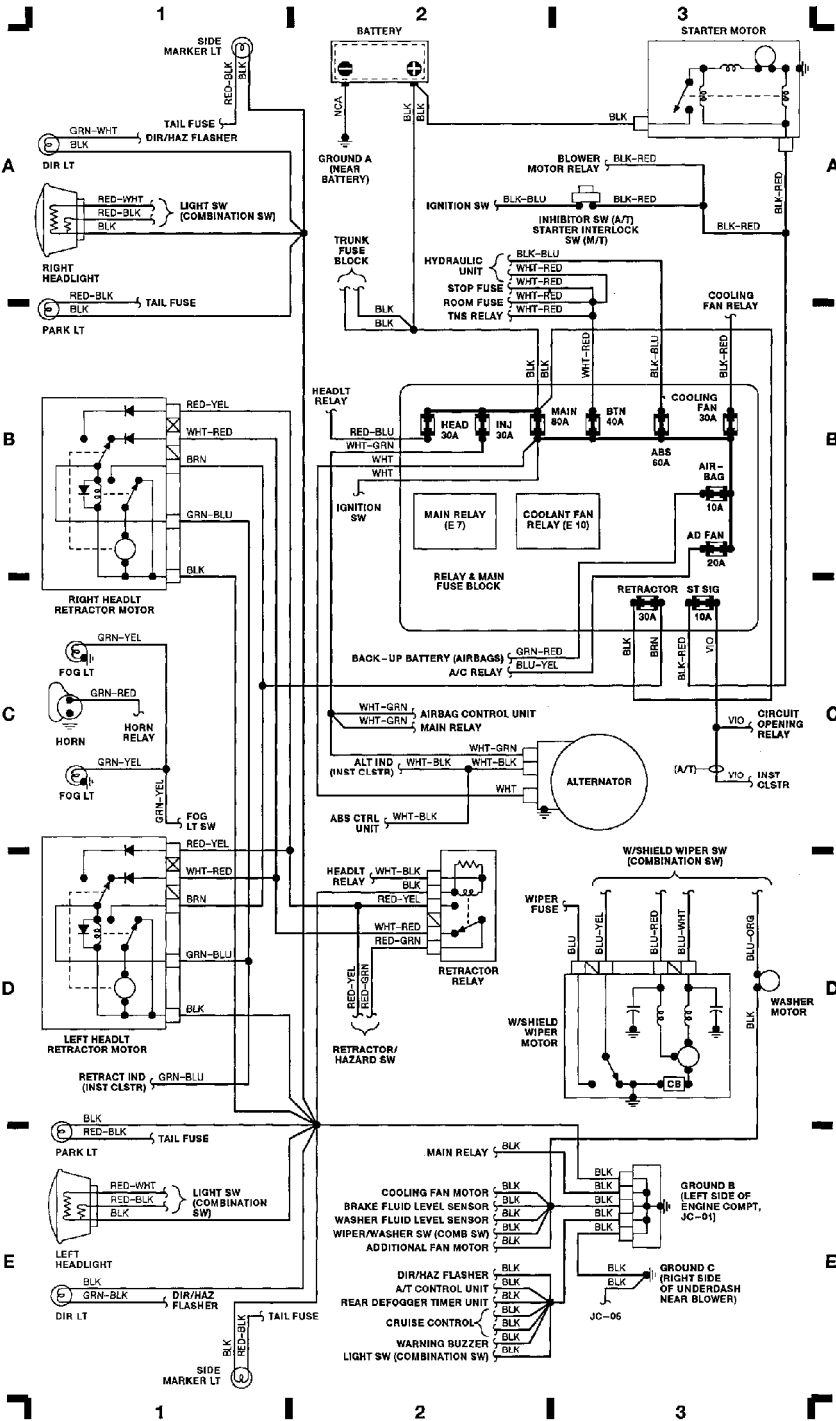 1 2 3
SIDE
MARKER LT
RED-BLK
BLK
TAIL FUSE
GRN-WHT
DIR/HAZ FLASHER
BLK
DIR LT
A
RED-WHT
RED-BLK
BLK
LIGHT SW
(COMBINATION SW)
RIGHT
HEADLIGHT
RED-BLK
TAIL FUSE
BLK
PARK LT
BATTERY
NCA
BLK
BLK
GROUND A
(NEAR
BATTERY)
STARTER MOTOR
BLK
BLOWER
MOTOR RELAY
BLK-RED
BLK-RED
IGNITION SW
BLK-BLU
BLK-RED
INHIBITOR SW (A/T)
STARTER INTERLOCK
SW (M/T)
BLK-RED
A
TRUNK
FUSE
BLOCK
HYDRAULIC
UNIT
BLK-BLU
WHT-RED
STOP FUSE
WHT-RED
ROOM FUSE
WHT-RED
TNS RELAY
WHT-RED
COOLING
FAN RELAY
BLK
BLK
BLK
BLK
WHT-RED
BLK-BLU
BLK-RED
B
RED-YEL
WHT-RED
BRN
GRN-BLU
BLK
RIGHT HEADLT
RETRACTOR MOTOR
HEADLT
RELAY
RED-BLU
WHT-GRN
WHT
WHT
IGNITION
SW
HEAD
30A
INJ
30A
MAIN
80A
BTN
40A
ABS
60A
COOLING
FAN
30A
AIR-
BAG
10A
AD FAN
20A
MAIN RELAY
(E 7)
COOLANT FAN
RELAY (E 10)
RELAY & MAIN
FUSE BLOCK
RETRACTOR
30A
ST SIG
10A
B
BLK
BRN
BLK-RED
VIO
BACK-UP BATTERY (AIRBAGS)
GRN-RED
A/C RELAY
BLU-YEL
C
GRN-YEL
FOG LT
GRN-RED
HORN
HORN
RELAY
GRN-YEL
FOG LT
GRN-YEL
FOG
LT SW
WHT-GRN
AIRBAG CONTROL UNIT
WHT-GRN
MAIN RELAY
WHT-GRN
ALT IND
(INST CLSTR)
WHT-BLK
WHT-BLK
WHT
ALTERNATOR
ABS CTRL
UNIT
WHT-BLK
VIO
CIRCUIT
OPENING
RELAY
(A/T)
VIO
INST
CLSTR
C
D
RED-YEL
WHT-RED
BRN
GRN-BLU
BLK
LEFT HEADLT
RETRACTOR MOTOR
RETRACT IND
(INST CLSTR)
GRN-BLU
HEADLT
RELAY
WHT-BLK
BLK
RED-YEL
WHT-RED
RED-GRN
RETRACTOR
RELAY
RED-YEL
RED-GRN
RETRACTOR/
HAZARD SW
W/SHIELD WIPER SW
(COMBINATION SW)
WIPER
FUSE
BLU
BLU-YEL
BLU-RED
BLU-WHT
BLU-ORG
W/SHIELD
WIPER
MOTOR
CB
BLK
WASHER
MOTOR
D
BLK
RED-BLK
TAIL FUSE
PARK LT
RED-WHT
RED-BLK
BLK
LIGHT SW
(COMBINATION
SW)
LEFT
HEADLIGHT
E
BLK
GRN-BLK
DIR/HAZ
FLASHER
DIR LT
TAIL FUSE
BLK
RED-BLK
SIDE
MARKER LT
MAIN RELAY
BLK
COOLING FAN MOTOR
BLK
BRAKE FLUID LEVEL SENSOR
BLK
WASHER FLUID LEVEL SENSOR
BLK
WIPER/WASHER SW (COMB SW)
BLK
ADDITIONAL FAN MOTOR
BLK
BLK
BLK
BLK
BLK
BLK
GROUND B
(LEFT SIDE OF
ENGINE COMPT,
JC-01)
DIR/HAZ FLASHER
BLK
A/T CONTROL UNIT
BLK
REAR DEFOGGER TIMER UNIT
BLK
CRUISE CONTROL
BLK
BLK
WARNING BUZZER
BLK
LIGHT SW (COMBINATION SW)
BLK
BLK
BLK
GROUND C
(RIGHT SIDE
OF UNDERDASH
NEAR BLOWER)
JC-05
E
1 2 3